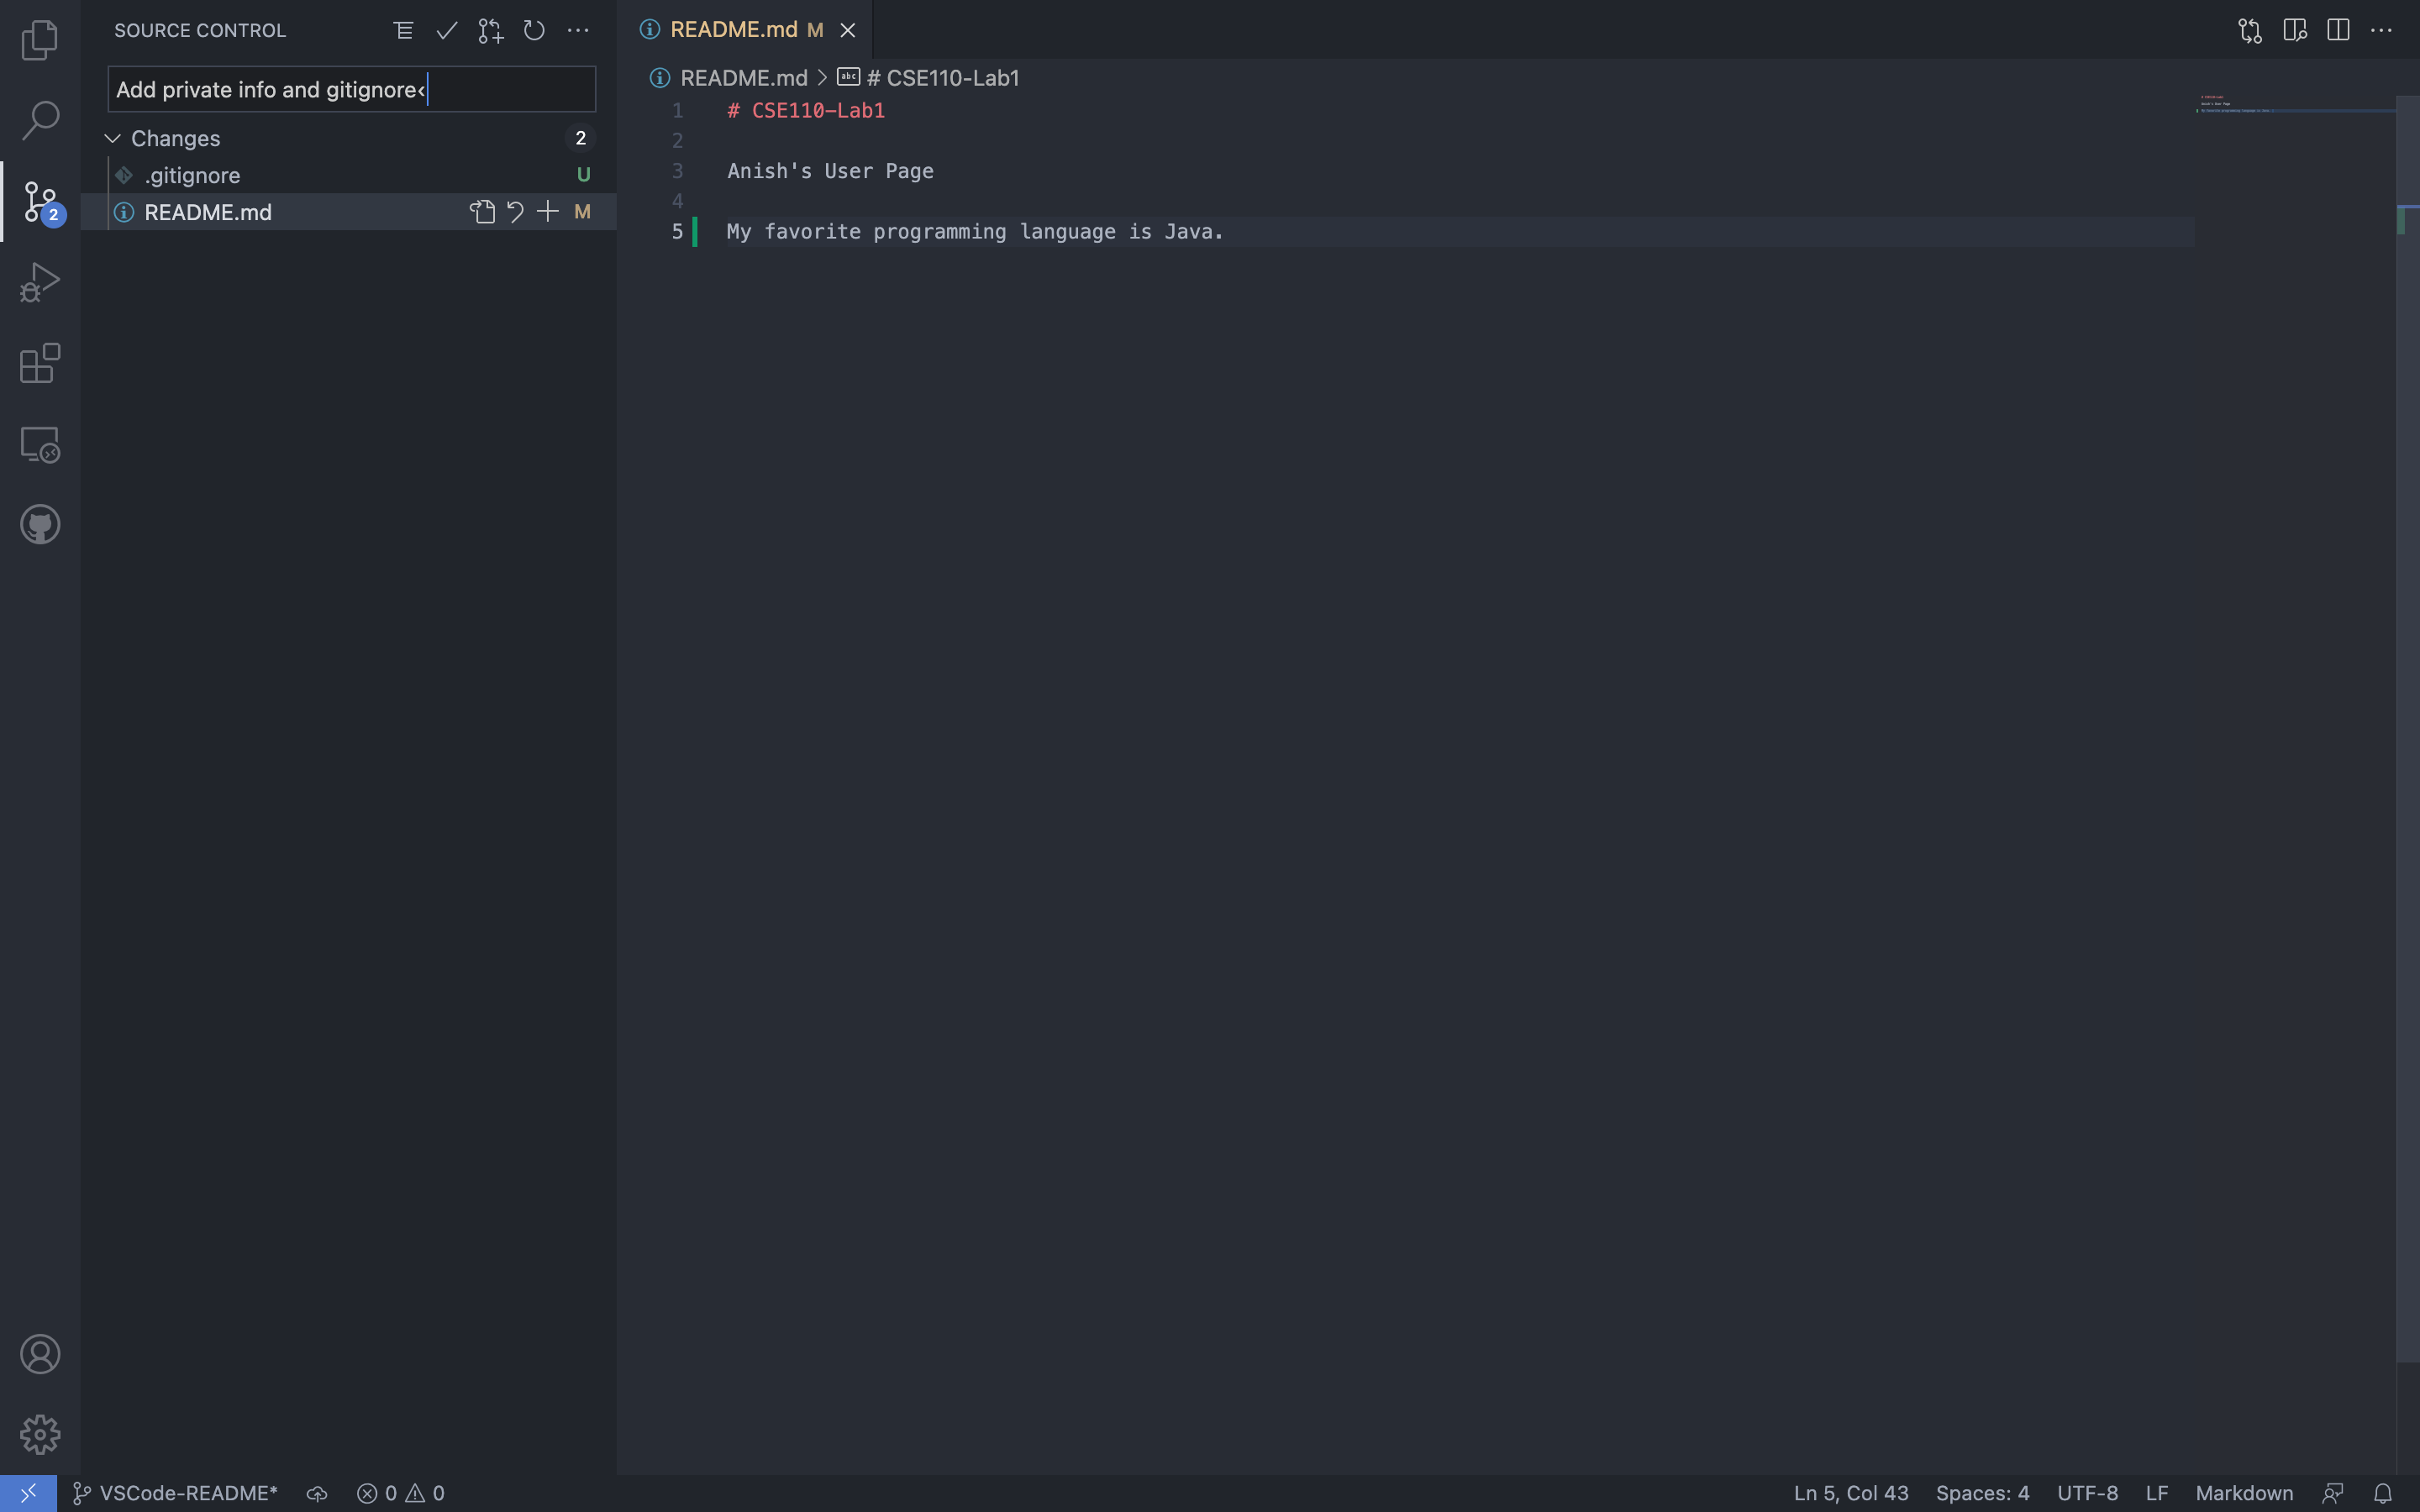 SOURCE CONTROL
Add private info and gitignore‹
Changes 2
.gitignore U
README.md M
2
README.md M
README.md > abc # CSE110-Lab1
1 # CSE110-Lab1
2
3 Anish's User Page
4
5 My favorite programming language is Java.
VSCode-README* 0 0
Ln 5, Col 43 Spaces: 4 UTF-8 LF Markdown